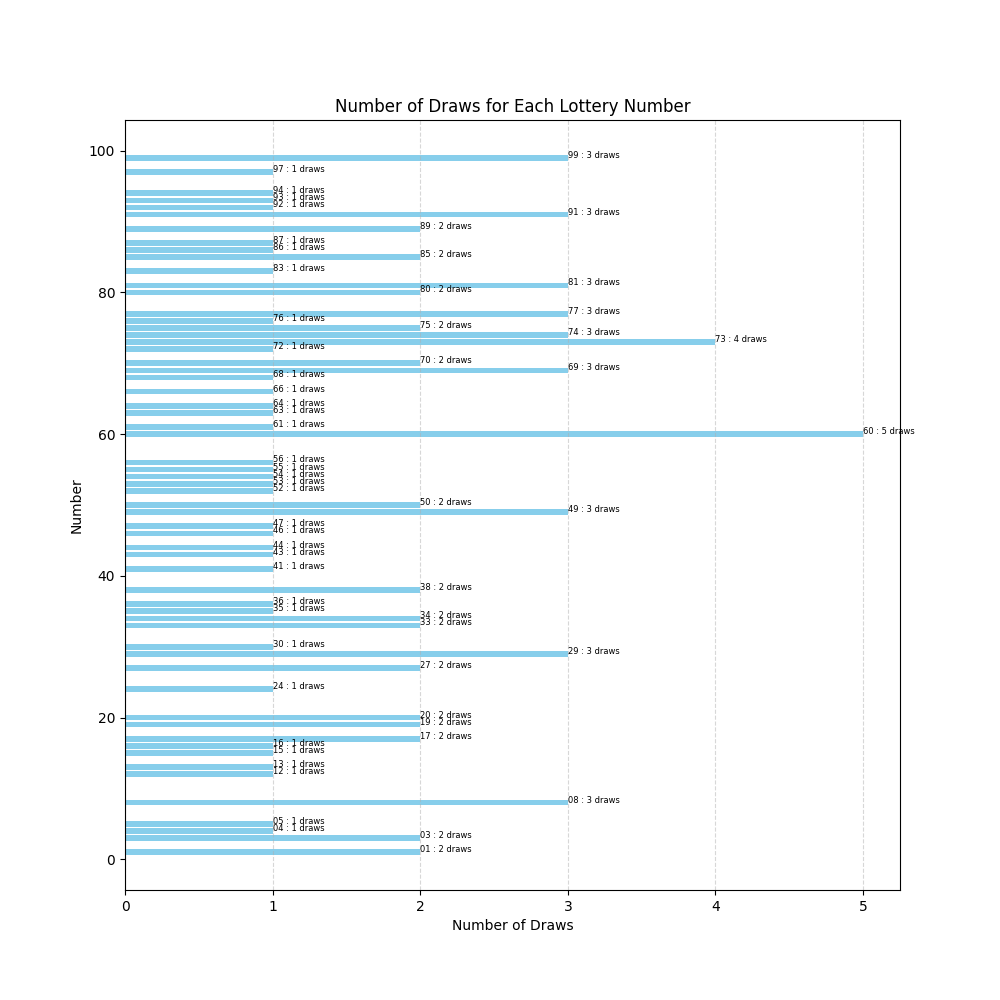 Number of Draws for Each Lottery Number
100
99 : 3 draws
97 : 1 draws
94 : 1 draws
93 : 1 draws
92 : 1 draws
91 : 3 draws
89 : 2 draws
87 : 1 draws
86 : 1 draws
85 : 2 draws
83 : 1 draws
81 : 3 draws
80
80 : 2 draws
77 : 3 draws
76 : 1 draws
75 : 2 draws
74 : 3 draws
73 : 4 draws
72 : 1 draws
70 : 2 draws
69 : 3 draws
68 : 1 draws
66 : 1 draws
64 : 1 draws
63 : 1 draws
61 : 1 draws
60
60 : 5 draws
56 : 1 draws
55 : 1 draws
54 : 1 draws
53 : 1 draws
52 : 1 draws
50 : 2 draws
49 : 3 draws
47 : 1 draws
46 : 1 draws
44 : 1 draws
43 : 1 draws
41 : 1 draws
40
38 : 2 draws
36 : 1 draws
35 : 1 draws
34 : 2 draws
33 : 2 draws
30 : 1 draws
29 : 3 draws
27 : 2 draws
24 : 1 draws
20
20 : 2 draws
19 : 2 draws
17 : 2 draws
16 : 1 draws
15 : 1 draws
13 : 1 draws
12 : 1 draws
08 : 3 draws
05 : 1 draws
04 : 1 draws
03 : 2 draws
01 : 2 draws
0
Number
0 1 2 3 4 5
Number of Draws